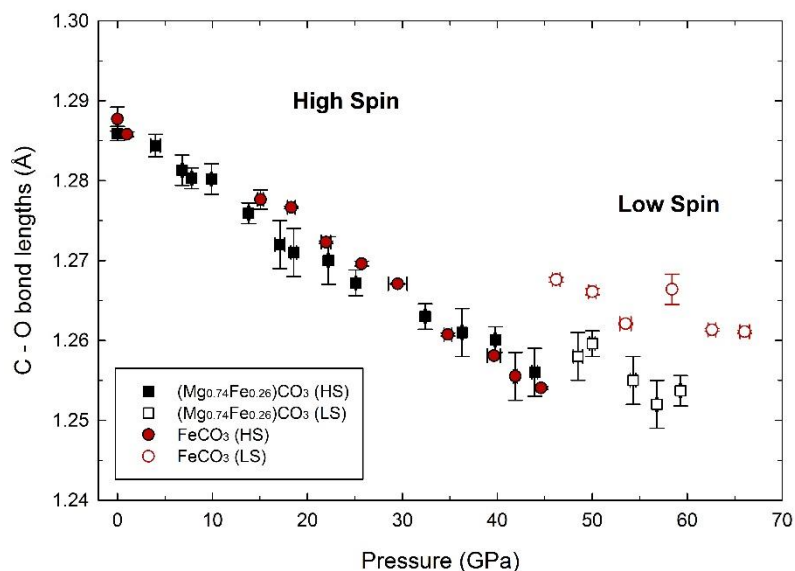 1.30
1.29
1.28
1.27
1.26
1.25
1.24
C - O bond lengths (Å)
High Spin
Low Spin
(Mg₀.₇₄Fe₀.₂₆)CO₃ (HS)
(Mg₀.₇₄Fe₀.₂₆)CO₃ (LS)
FeCO₃ (HS)
FeCO₃ (LS)
0 10 20 30 40 50 60 70
Pressure (GPa)